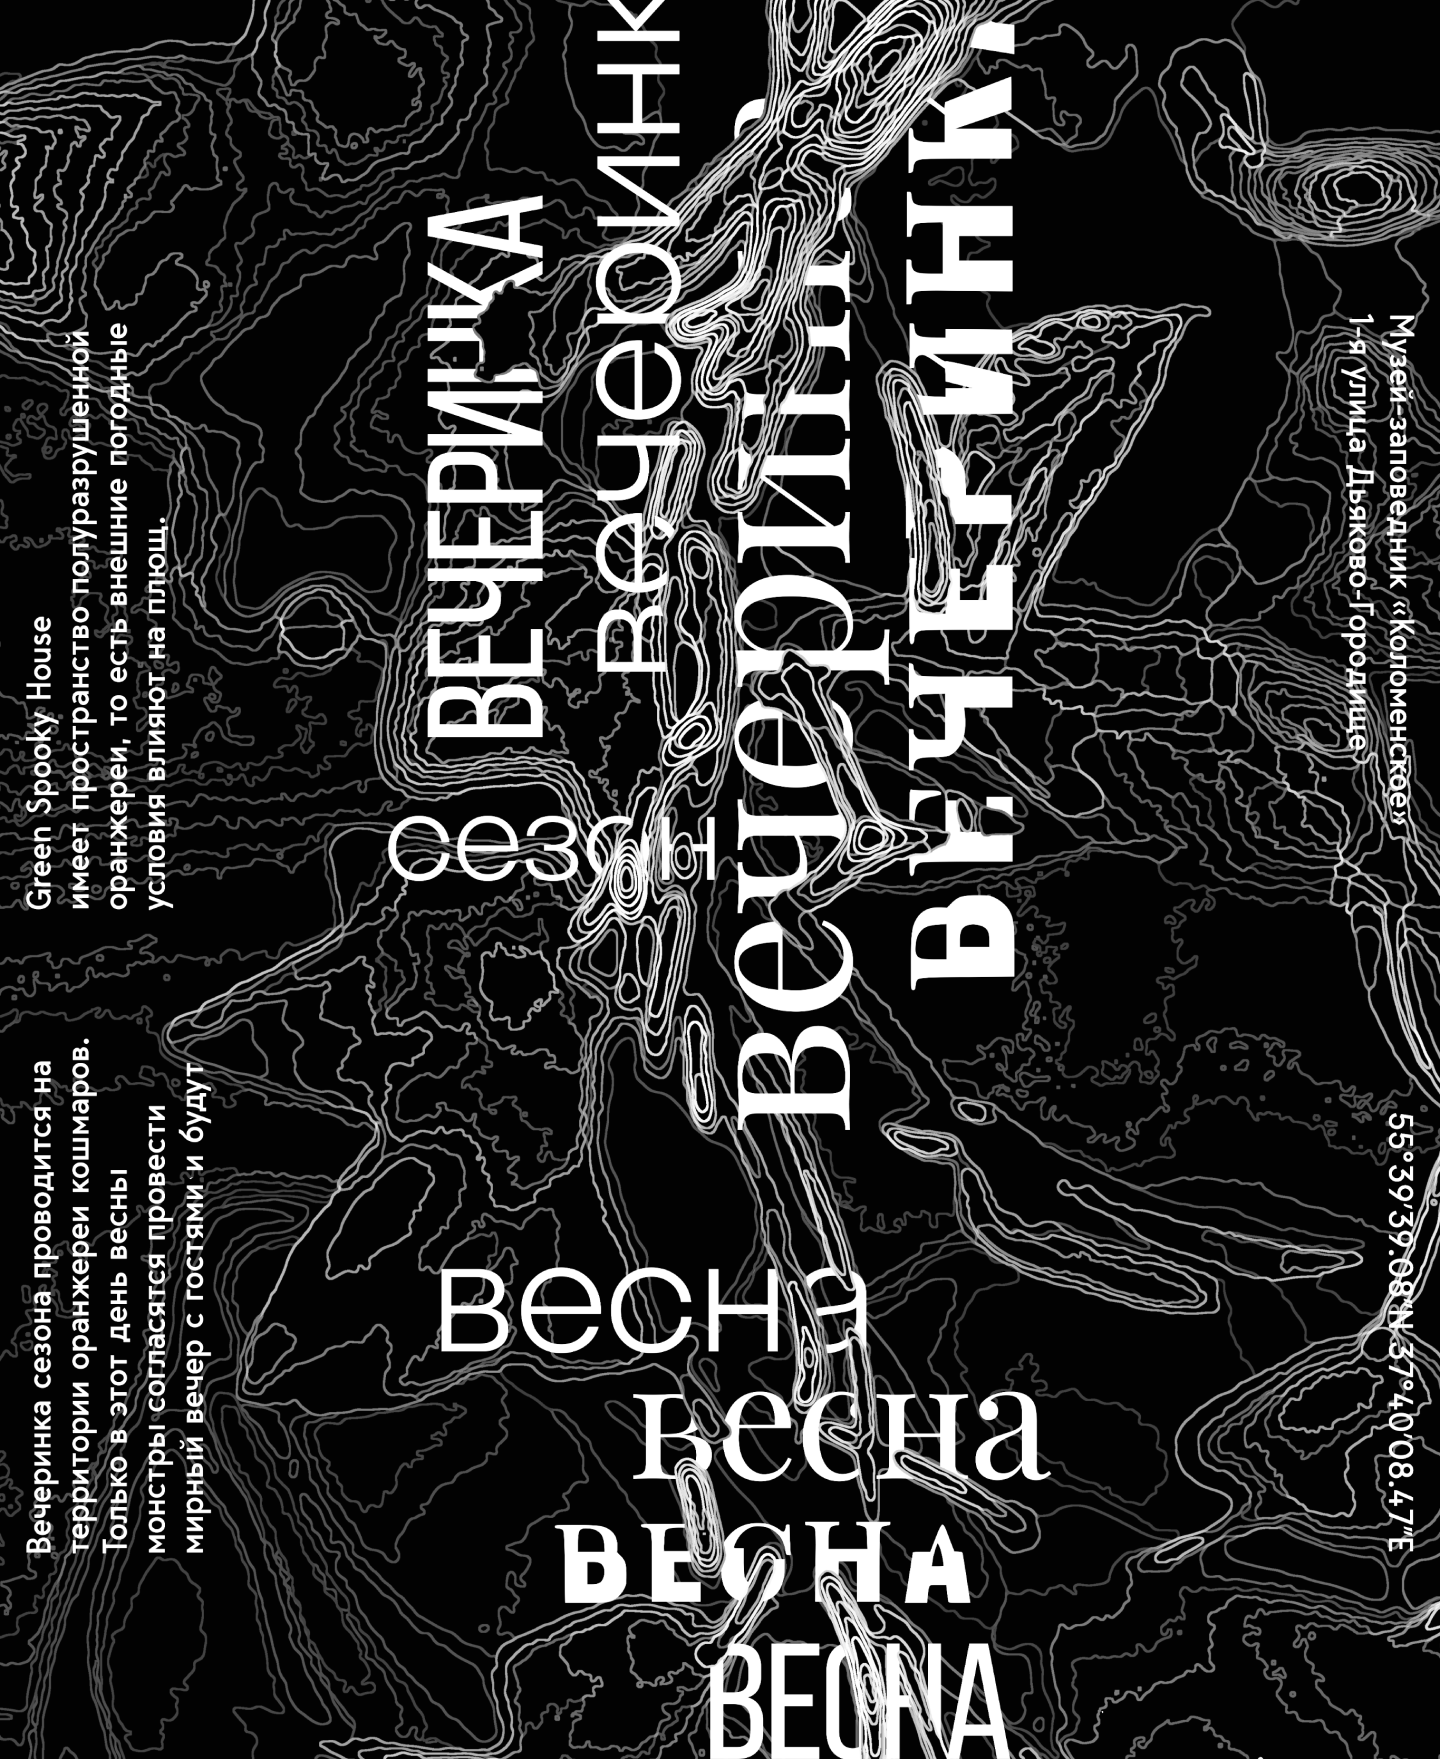 ВЕЧЕРИНКА
вечеринк
вечеринк
ВЕЧЕРИНК
сезон
весна
весна
ВЕСНА
ВЕСНА
Green Spooky House
имеет пространство полуразрушенной
оранжереи, то есть внешние погодные
условия влияют на плющ.
Вечеринка сезона проводится на
территории оранжереи кошмаров.
Только в этот день весны
монстры согласятся провести
мирный вечер с гостями и будут
Музей-заповедник «Коломенское»
1-я улица Дьяково-Городище
55°39'39.08"N 37°40'08.47"E